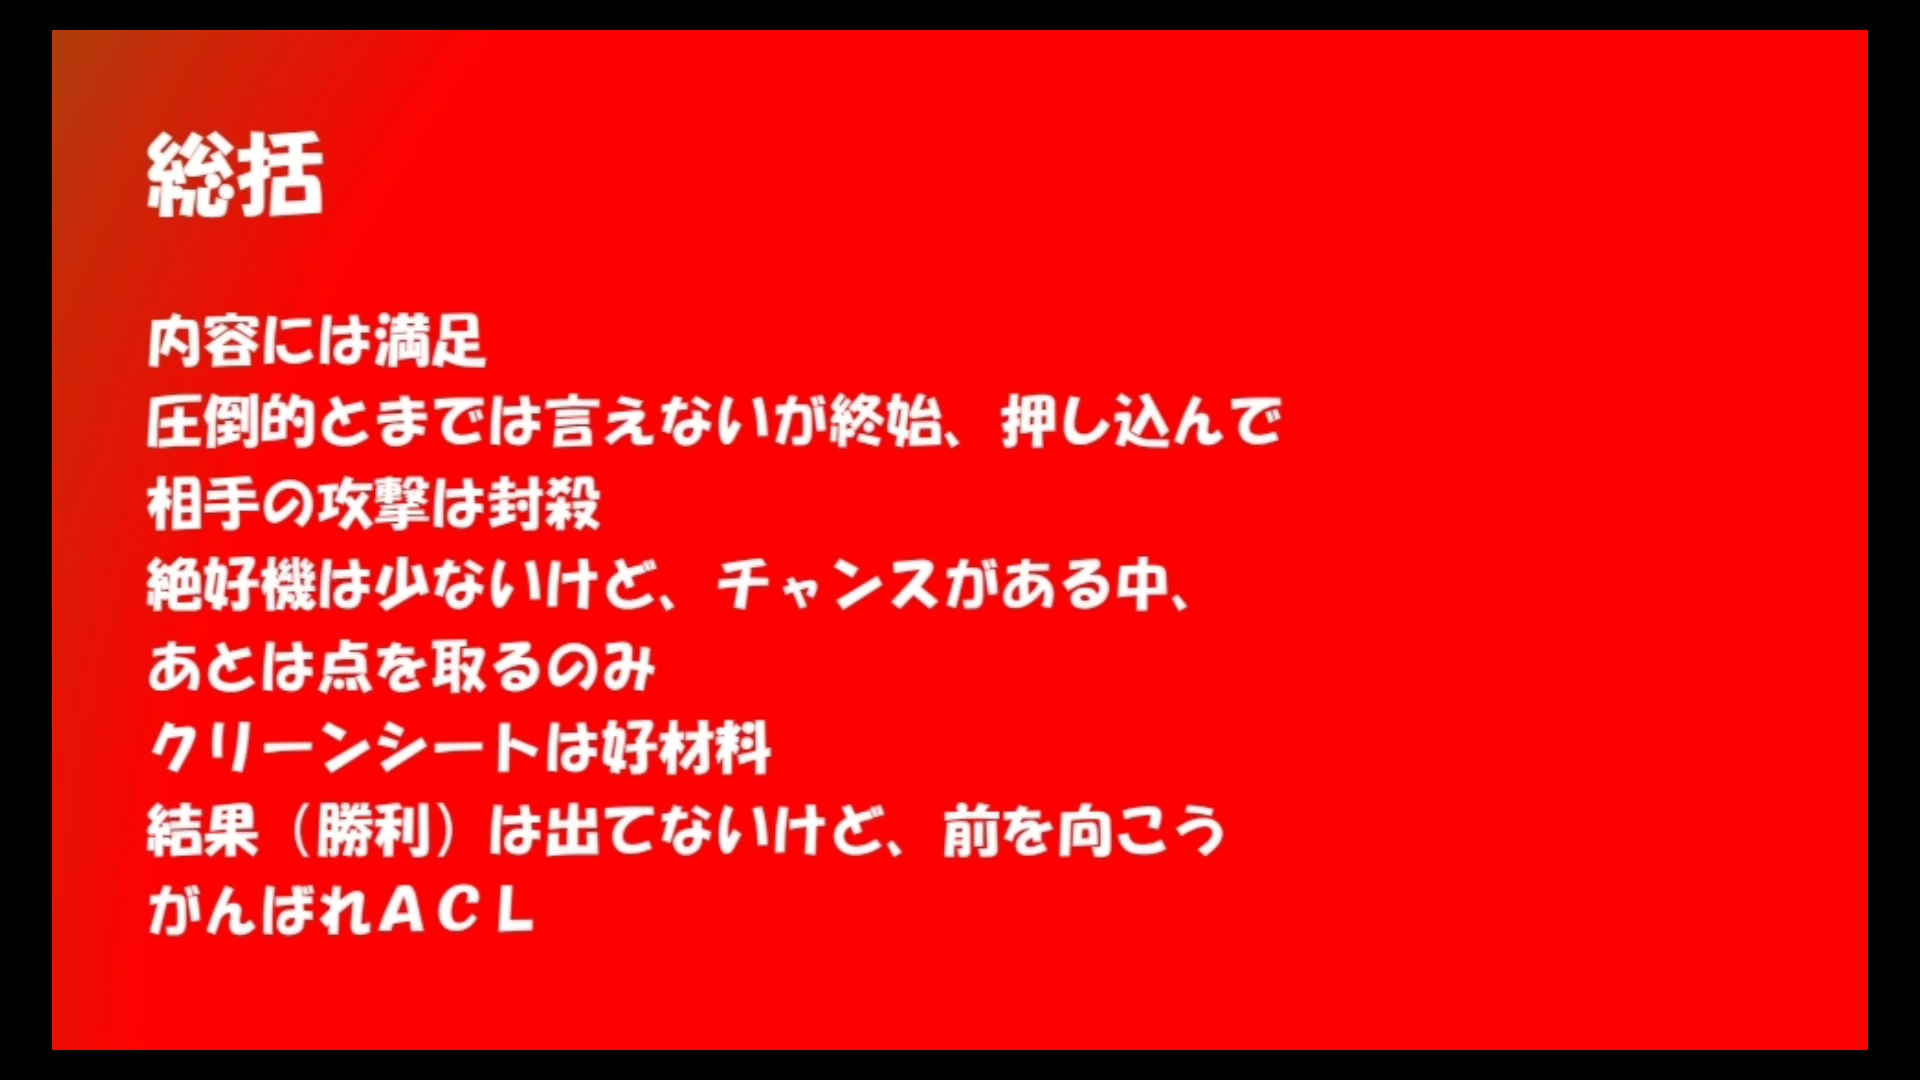 総括
内容には満足
圧倒的とまでは言えないが終始、押し込んで
相手の攻撃は封殺
絶好機は少ないけど、チャンスがある中、
あとは点を取るのみ
クリーンシートは好材料
結果（勝利）は出てないけど、前を向こう
がんばれＡＣＬ